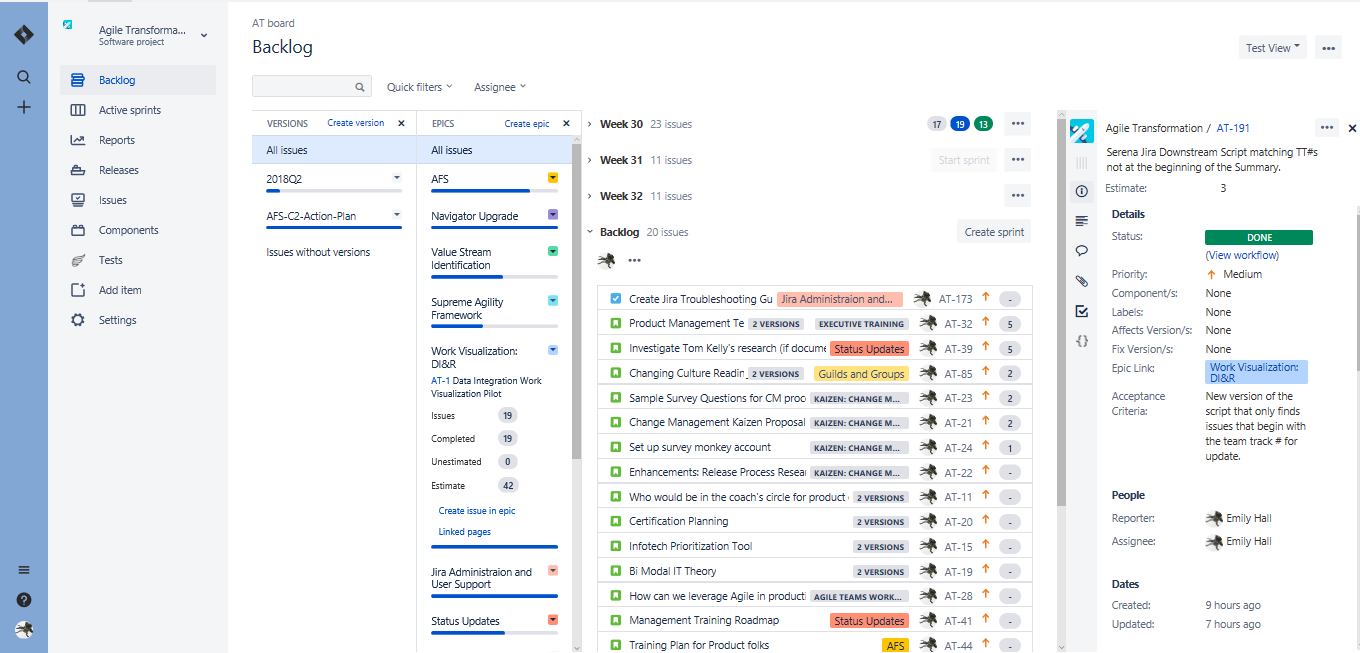 Agile Transforma...
Software project
Backlog
Active sprints
Reports
Releases
Issues
Components
Tests
Add item
Settings
AT board
Backlog
Test View
Quick filters
Assignee
VERSIONS Create version
All issues
2018Q2
AFS-C2-Action-Plan
Issues without versions
EPICS Create epic
All issues
AFS
Navigator Upgrade
Value Stream
Identification
Supreme Agility
Framework
Work Visualization:
DI&R
AT-1 Data Integration Work
Visualization Pilot
Issues 19
Completed 19
Unestimated 0
Estimate 42
Create issue in epic
Linked pages
Jira Administraion and
User Support
Status Updates
Week 30 23 issues 17 19 13
Week 31 11 issues Start sprint
Week 32 11 issues
Backlog 20 issues Create sprint
Create Jira Troubleshooting Gu Jira Administraion and... AT-173 -
Product Management Te 2 VERSIONS EXECUTIVE TRAINING AT-32 5
Investigate Tom Kelly's research (if docume Status Updates AT-39 5
Changing Culture Readin 2 VERSIONS Guilds and Groups AT-85 2
Sample Survey Questions for CM proc KAIZEN: CHANGE M... AT-23 2
Change Management Kaizen Proposal KAIZEN: CHANGE M... AT-21 2
Set up survey monkey account KAIZEN: CHANGE M... AT-24 1
Enhancements: Release Process Resear KAIZEN: CHANGE M... AT-22 -
Who would be in the coach's circle for product 2 VERSIONS AT-11 -
Certification Planning 2 VERSIONS AT-20 -
Infotech Prioritization Tool 2 VERSIONS AT-15 -
Bi Modal IT Theory 2 VERSIONS AT-19 -
How can we leverage Agile in producti AGILE TEAMS WORK... AT-28 -
Management Training Roadmap Status Updates AT-41 -
Training Plan for Product folks AFS AT-44 -
Agile Transformation / AT-191
Serena Jira Downstream Script matching TT#s
not at the beginning of the Summary.
Estimate: 3
Details
Status: DONE
(View workflow)
Priority: Medium
Component/s: None
Labels: None
Affects Version/s: None
Fix Version/s: None
Epic Link: Work Visualization:
DI&R
Acceptance New version of the
Criteria: script that only finds
issues that begin with
the team track # for
update.
People
Reporter: Emily Hall
Assignee: Emily Hall
Dates
Created: 9 hours ago
Updated: 7 hours ago